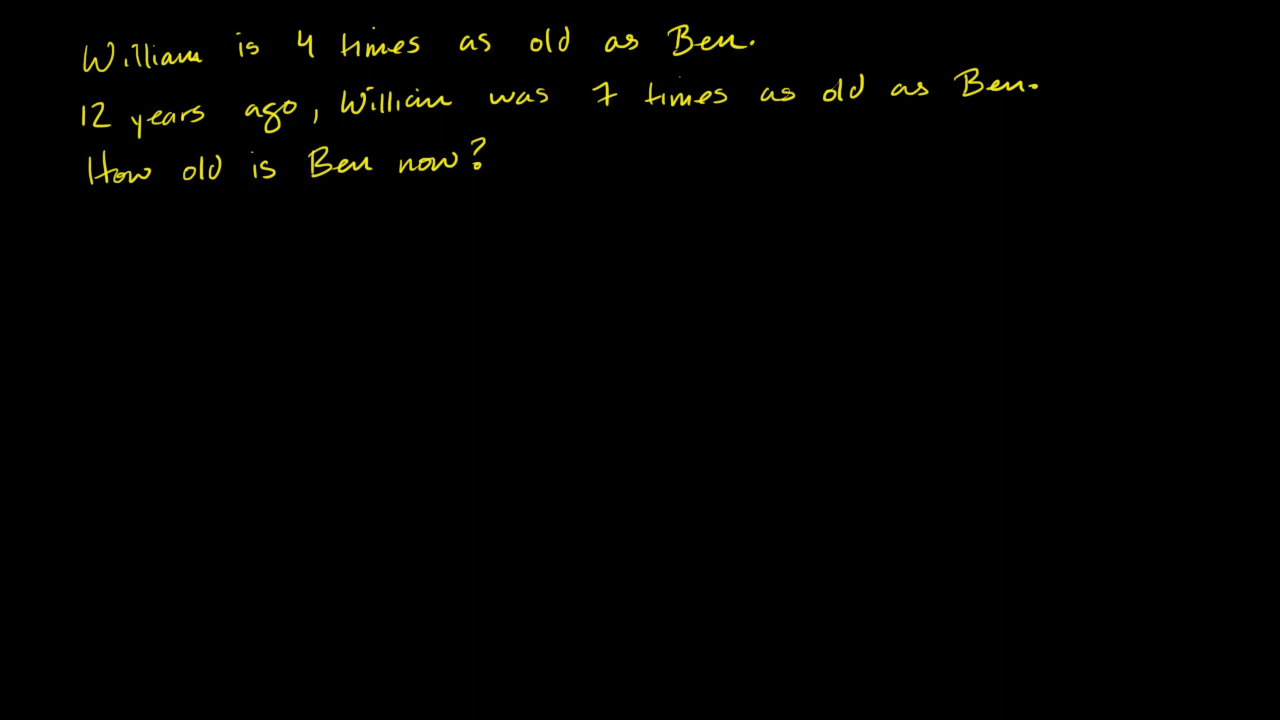 William is 4 times as old as Ben.
12 years ago, William was 7 times as old as Ben.
How old is Ben now?